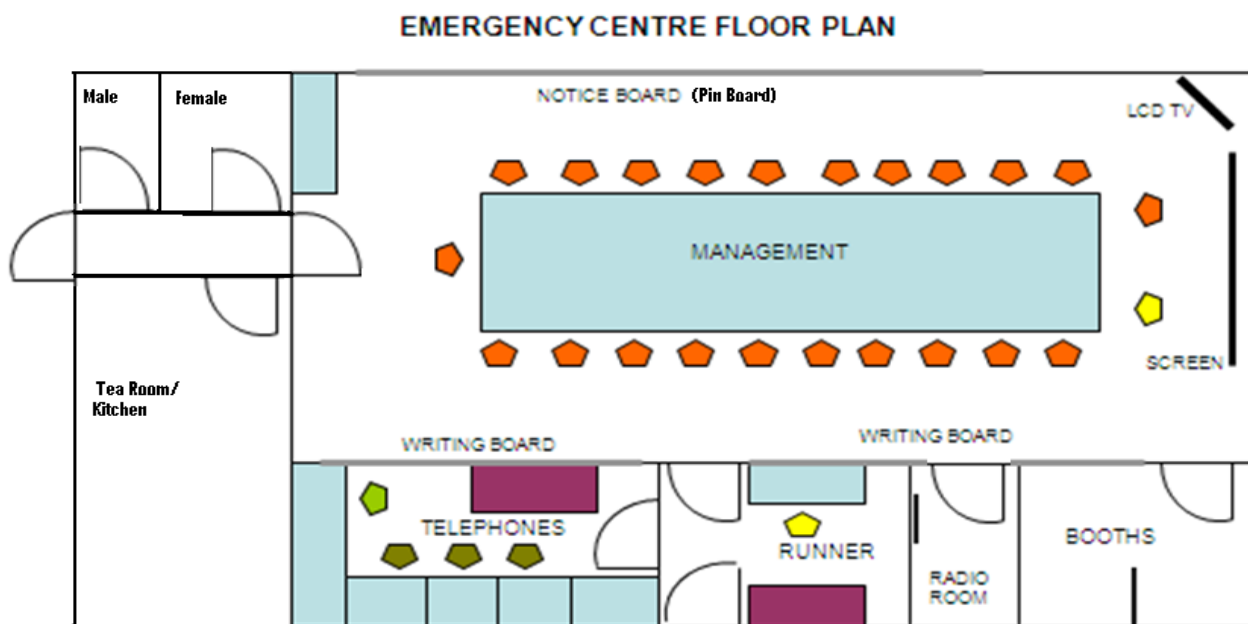 EMERGENCY CENTRE FLOOR PLAN
Male
Female
NOTICE BOARD (Pin Board)
LCD TV
MANAGEMENT
SCREEN
Tea Room/
Kitchen
WRITING BOARD
WRITING BOARD
TELEPHONES
RUNNER
BOOTHS
RADIO
ROOM